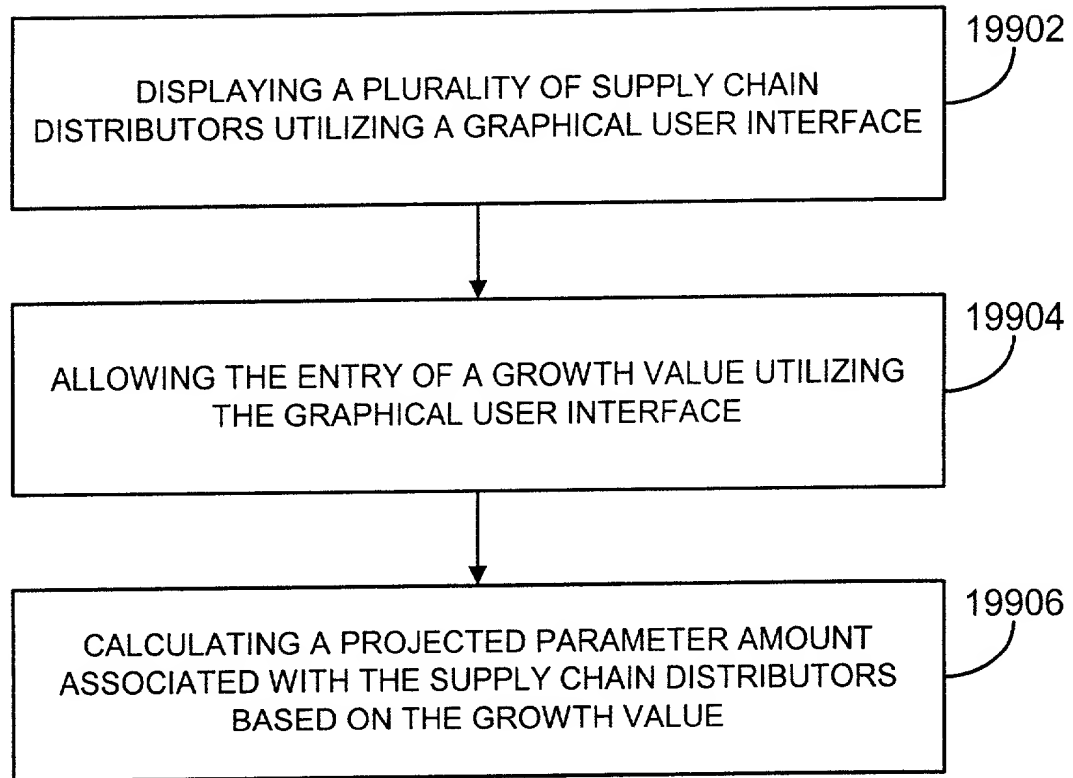 19902
DISPLAYING A PLURALITY OF SUPPLY CHAIN
DISTRIBUTORS UTILIZING A GRAPHICAL USER INTERFACE
19904
ALLOWING THE ENTRY OF A GROWTH VALUE UTILIZING
THE GRAPHICAL USER INTERFACE
19906
CALCULATING A PROJECTED PARAMETER AMOUNT
ASSOCIATED WITH THE SUPPLY CHAIN DISTRIBUTORS
BASED ON THE GROWTH VALUE